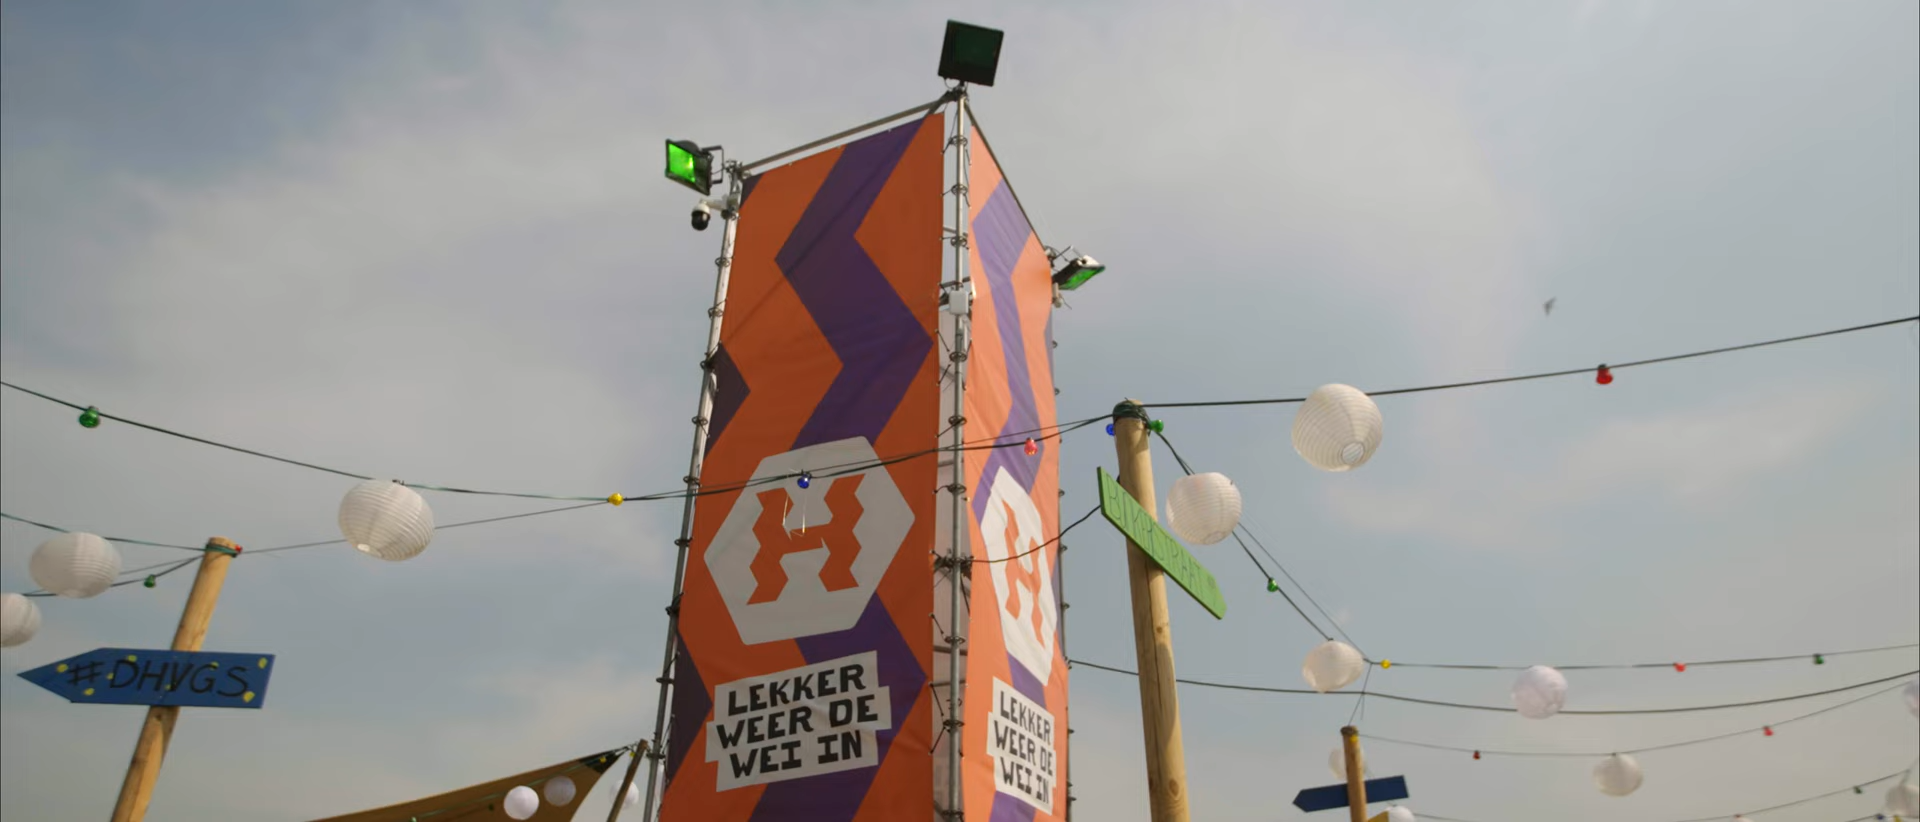 H
LEKKER
WEER DE
WEI IN
H
LEKKER
WEER DE
WEI IN
#DHVGS